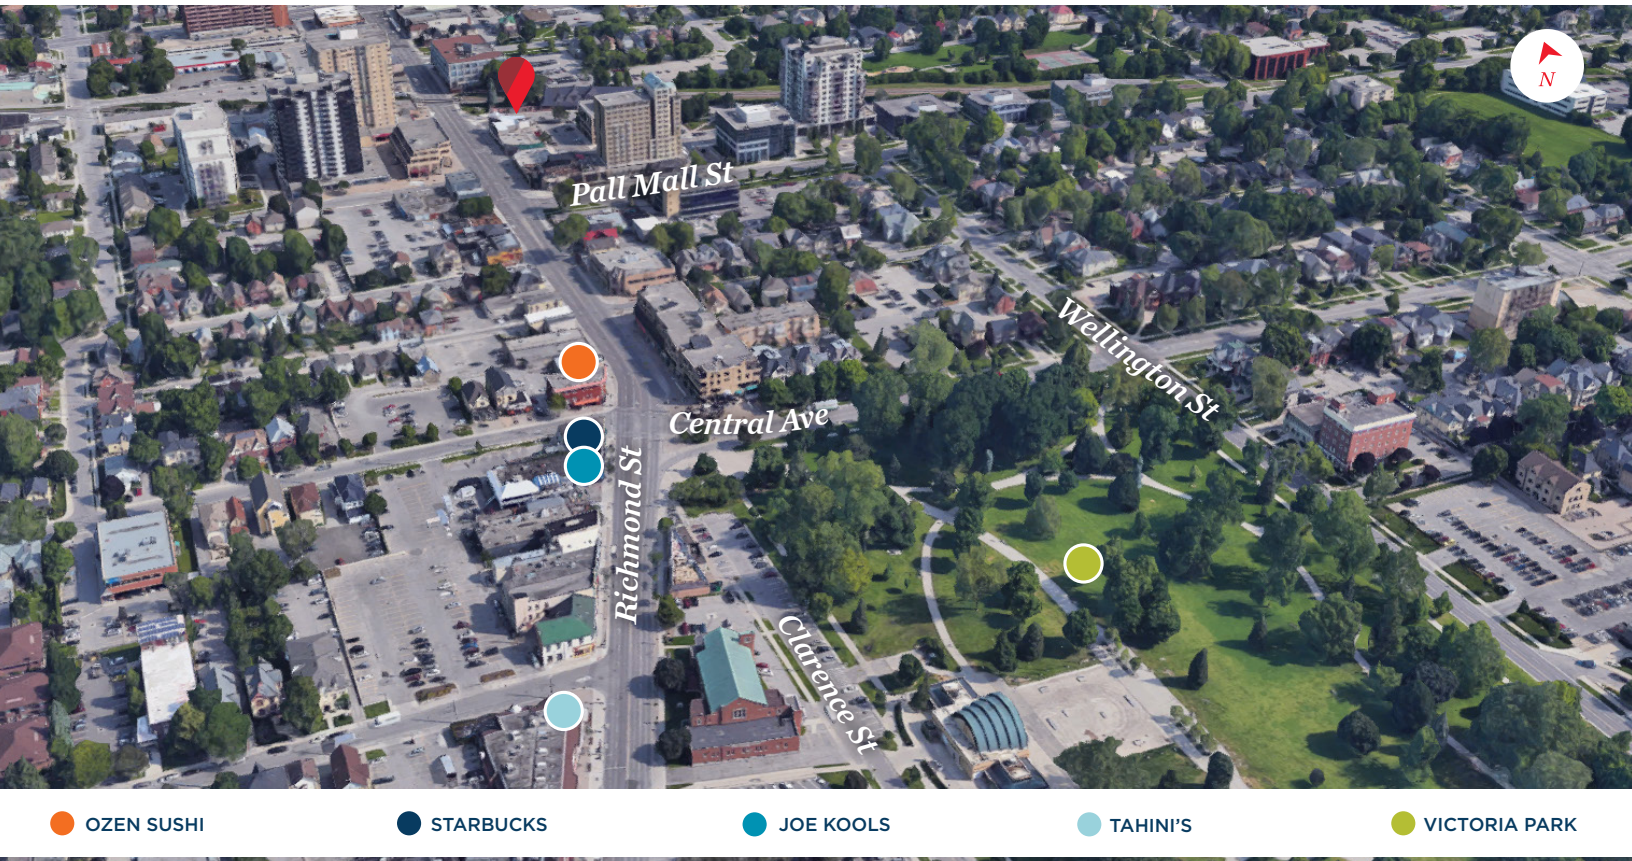 N
Pall Mall St
Wellington St
Central Ave
Richmond St
Clarence St
OZEN SUSHI
STARBUCKS
JOE KOOLS
TAHINI'S
VICTORIA PARK